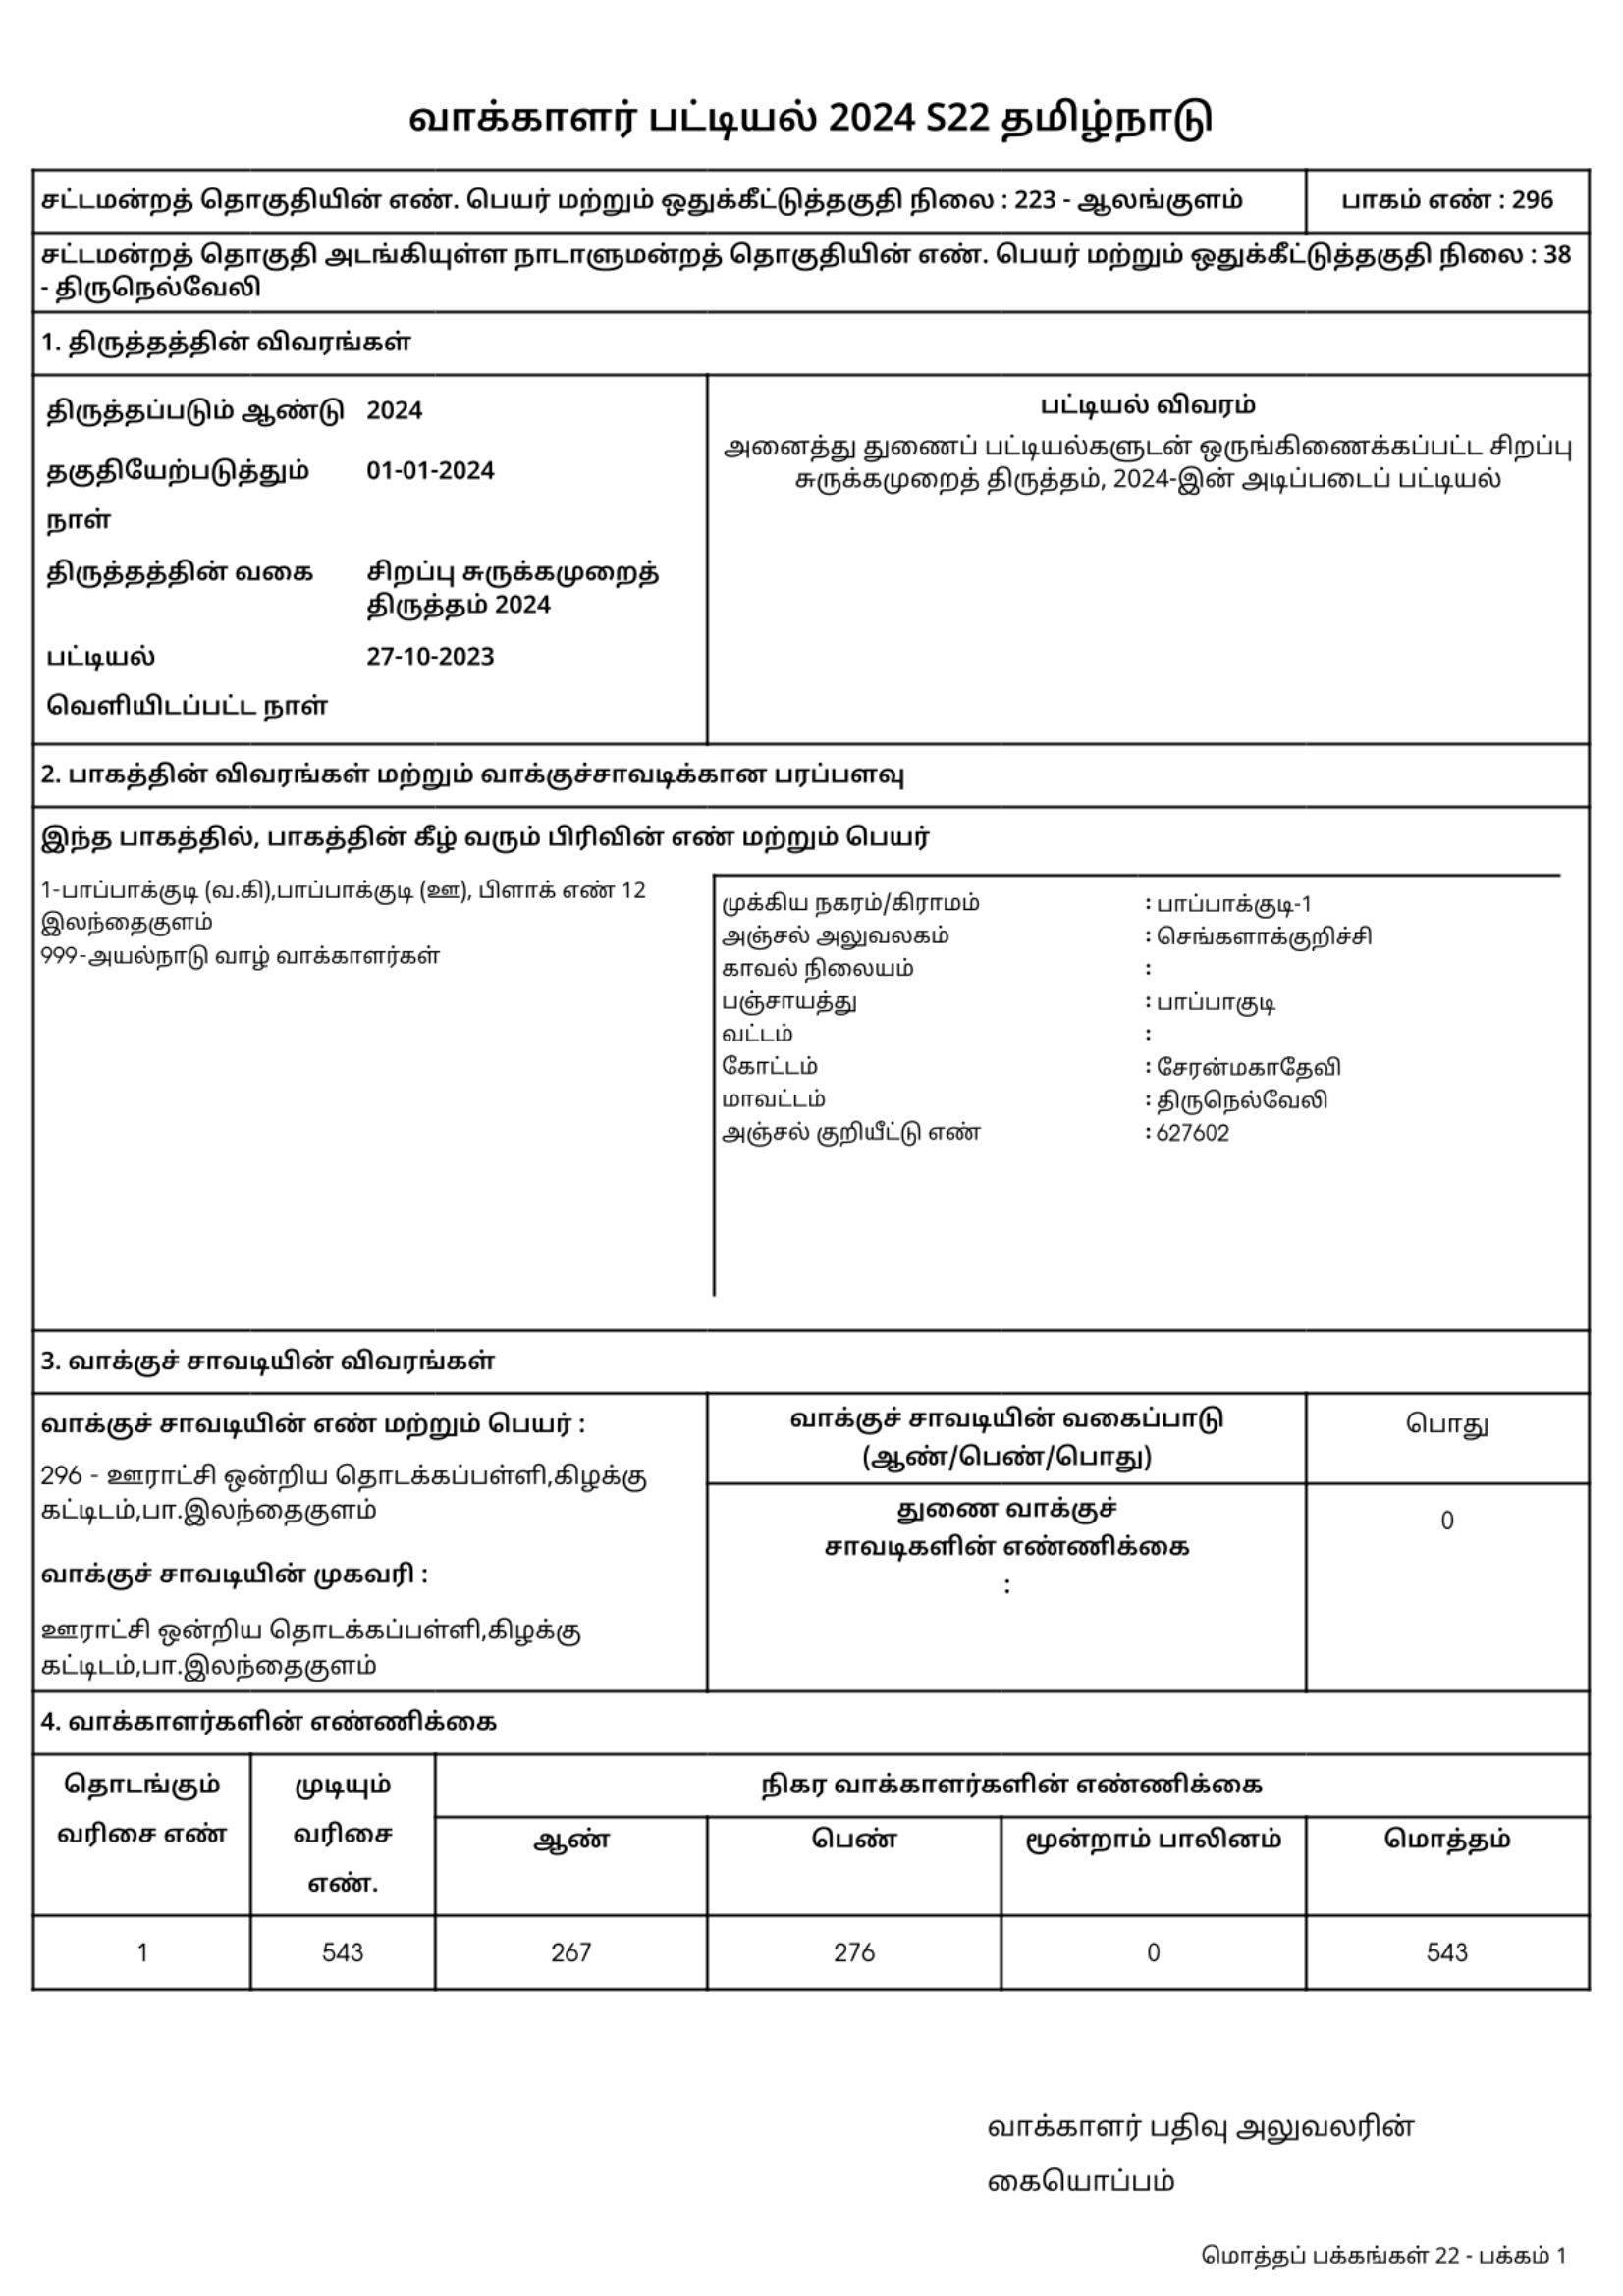 வாக்காளர் பட்டியல் 2024 S22 தமிழ்நாடு
சட்டமன்றத் தொகுதியின் எண். பெயர் மற்றும் ஒதுக்கீட்டுத்தகுதி நிலை : 223 - ஆலங்குளம்
பாகம் எண் : 296
சட்டமன்றத் தொகுதி அடங்கியுள்ள நாடாளுமன்றத் தொகுதியின் எண். பெயர் மற்றும் ஒதுக்கீட்டுத்தகுதி நிலை : 38
- திருநெல்வேலி
1. திருத்தத்தின் விவரங்கள்
திருத்தப்படும் ஆண்டு 2024
தகுதியேற்படுத்தும் 01-01-2024
நாள்
திருத்தத்தின் வகை சிறப்பு சுருக்கமுறைத்
திருத்தம் 2024
பட்டியல் 27-10-2023
வெளியிடப்பட்ட நாள்
பட்டியல் விவரம்
அனைத்து துணைப் பட்டியல்களுடன் ஒருங்கிணைக்கப்பட்ட சிறப்பு
சுருக்கமுறைத் திருத்தம், 2024-இன் அடிப்படைப் பட்டியல்
2. பாகத்தின் விவரங்கள் மற்றும் வாக்குச்சாவடிக்கான பரப்பளவு
இந்த பாகத்தில், பாகத்தின் கீழ் வரும் பிரிவின் எண் மற்றும் பெயர்
1-பாப்பாக்குடி (வ.கி),பாப்பாக்குடி (ஊ), பிளாக் எண் 12
இலந்தைகுளம்
999-அயல்நாடு வாழ் வாக்காளர்கள்
முக்கிய நகரம்/கிராமம் : பாப்பாக்குடி-1
அஞ்சல் அலுவலகம் : செங்களாக்குறிச்சி
காவல் நிலையம் :
பஞ்சாயத்து : பாப்பாகுடி
வட்டம் :
கோட்டம் : சேரன்மகாதேவி
மாவட்டம் : திருநெல்வேலி
அஞ்சல் குறியீட்டு எண் : 627602
3. வாக்குச் சாவடியின் விவரங்கள்
வாக்குச் சாவடியின் எண் மற்றும் பெயர் :
296 - ஊராட்சி ஒன்றிய தொடக்கப்பள்ளி,கிழக்கு
கட்டிடம்,பா.இலந்தைகுளம்
வாக்குச் சாவடியின் முகவரி :
ஊராட்சி ஒன்றிய தொடக்கப்பள்ளி,கிழக்கு
கட்டிடம்,பா.இலந்தைகுளம்
வாக்குச் சாவடியின் வகைப்பாடு
(ஆண்/பெண்/பொது)
பொது
துணை வாக்குச்
சாவடிகளின் எண்ணிக்கை
:
0
4. வாக்காளர்களின் எண்ணிக்கை
தொடங்கும்
வரிசை எண்
முடியும்
வரிசை
எண்.
நிகர வாக்காளர்களின் எண்ணிக்கை
ஆண் பெண் மூன்றாம் பாலினம் மொத்தம்
1 543 267 276 0 543
வாக்காளர் பதிவு அலுவலரின்
கையொப்பம்
மொத்தப் பக்கங்கள் 22 - பக்கம் 1